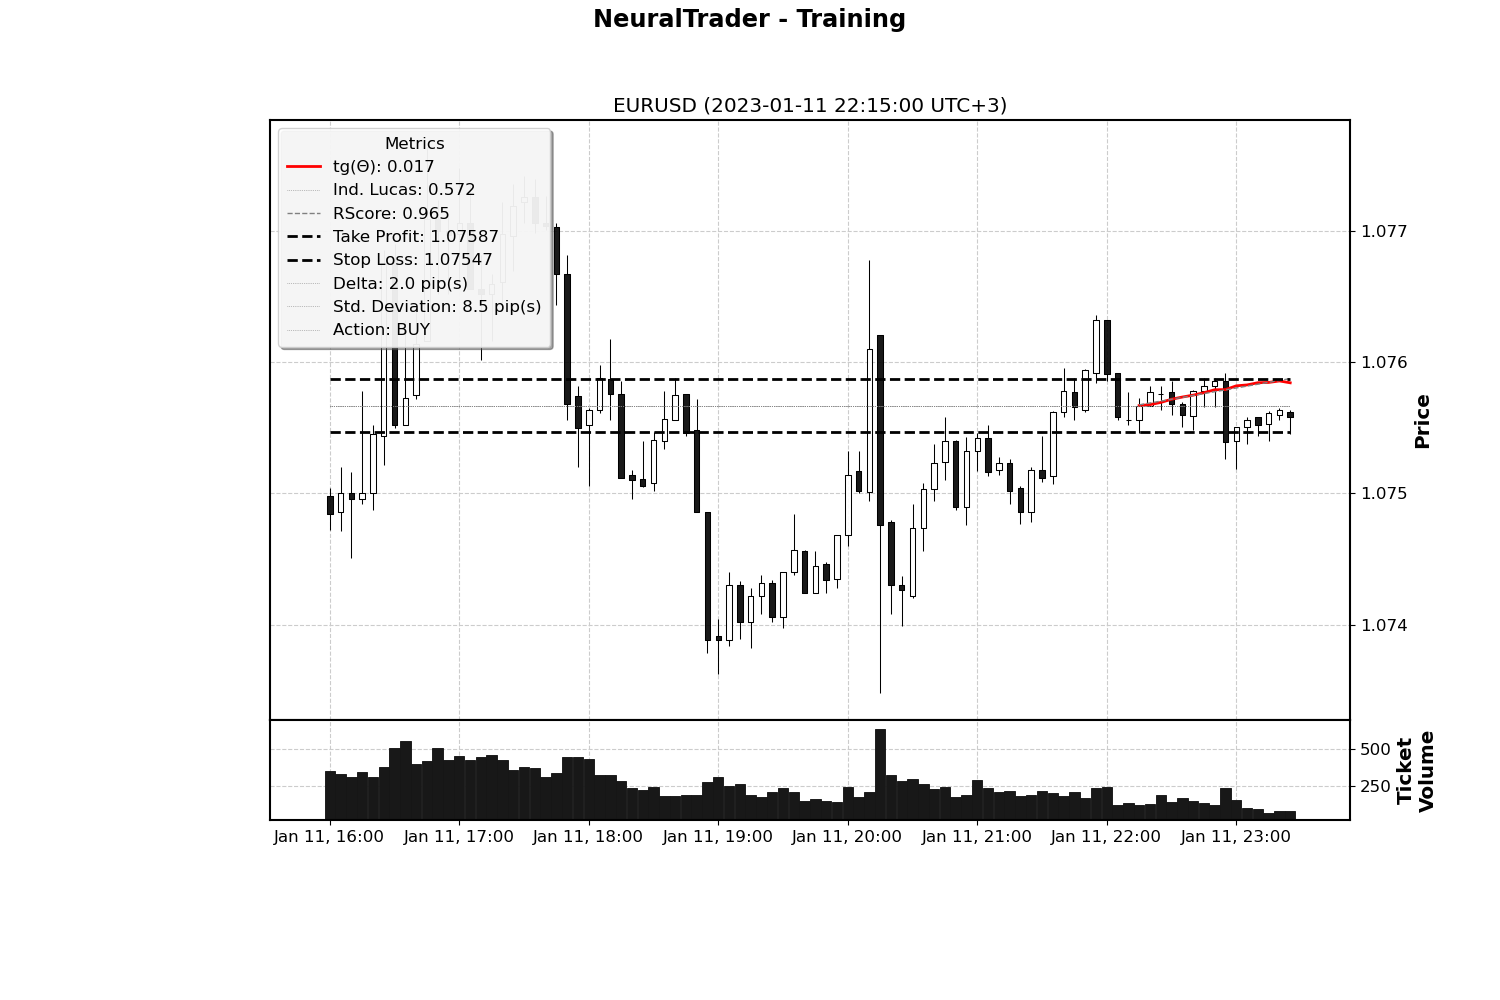 NeuralTrader - Training
EURUSD (2023-01-11 22:15:00 UTC+3)
Metrics
tg(Θ): 0.017
Ind. Lucas: 0.572
RScore: 0.965
Take Profit: 1.07587
Stop Loss: 1.07547
Delta: 2.0 pip(s)
Std. Deviation: 8.5 pip(s)
Action: BUY
1.077
1.076
1.075
1.074
Price
500
250
Ticket
Volume
Jan 11, 16:00
Jan 11, 17:00
Jan 11, 18:00
Jan 11, 19:00
Jan 11, 20:00
Jan 11, 21:00
Jan 11, 22:00
Jan 11, 23:00